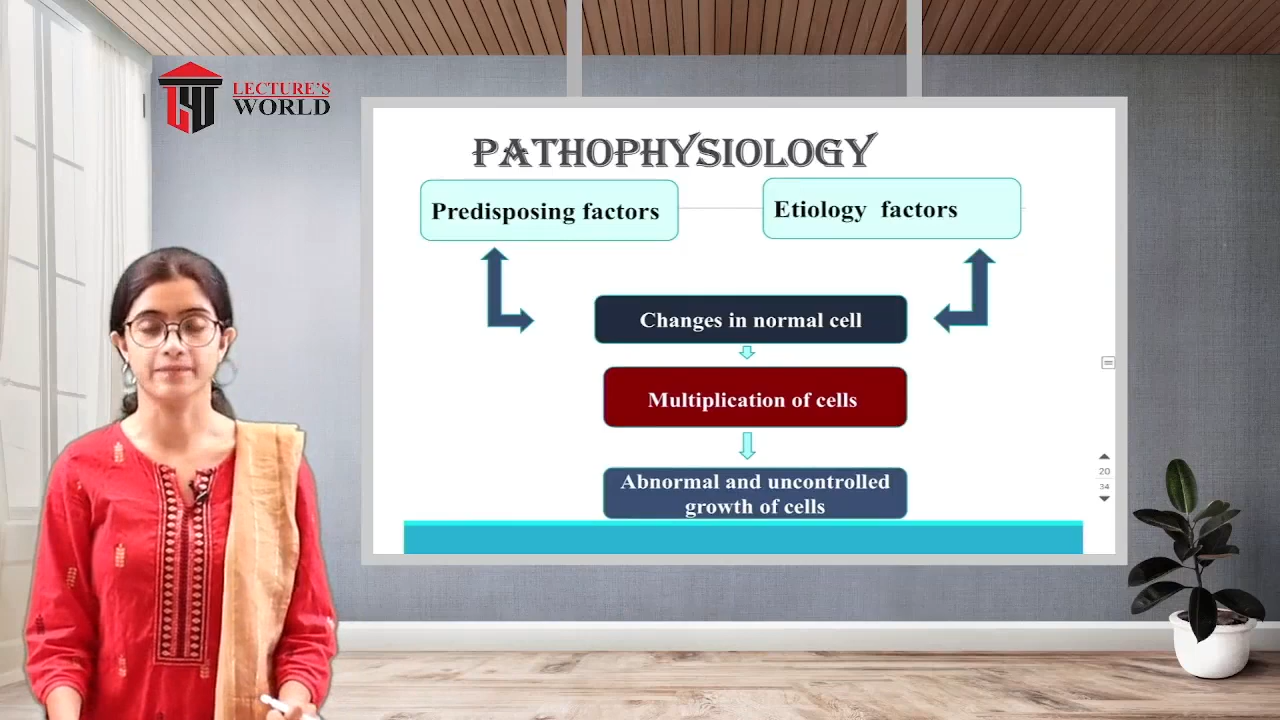 LECTURE'S
WORLD
PATHOPHYSIOLOGY
Predisposing factors
Etiology factors
Changes in normal cell
Multiplication of cells
Abnormal and uncontrolled
growth of cells
20
34